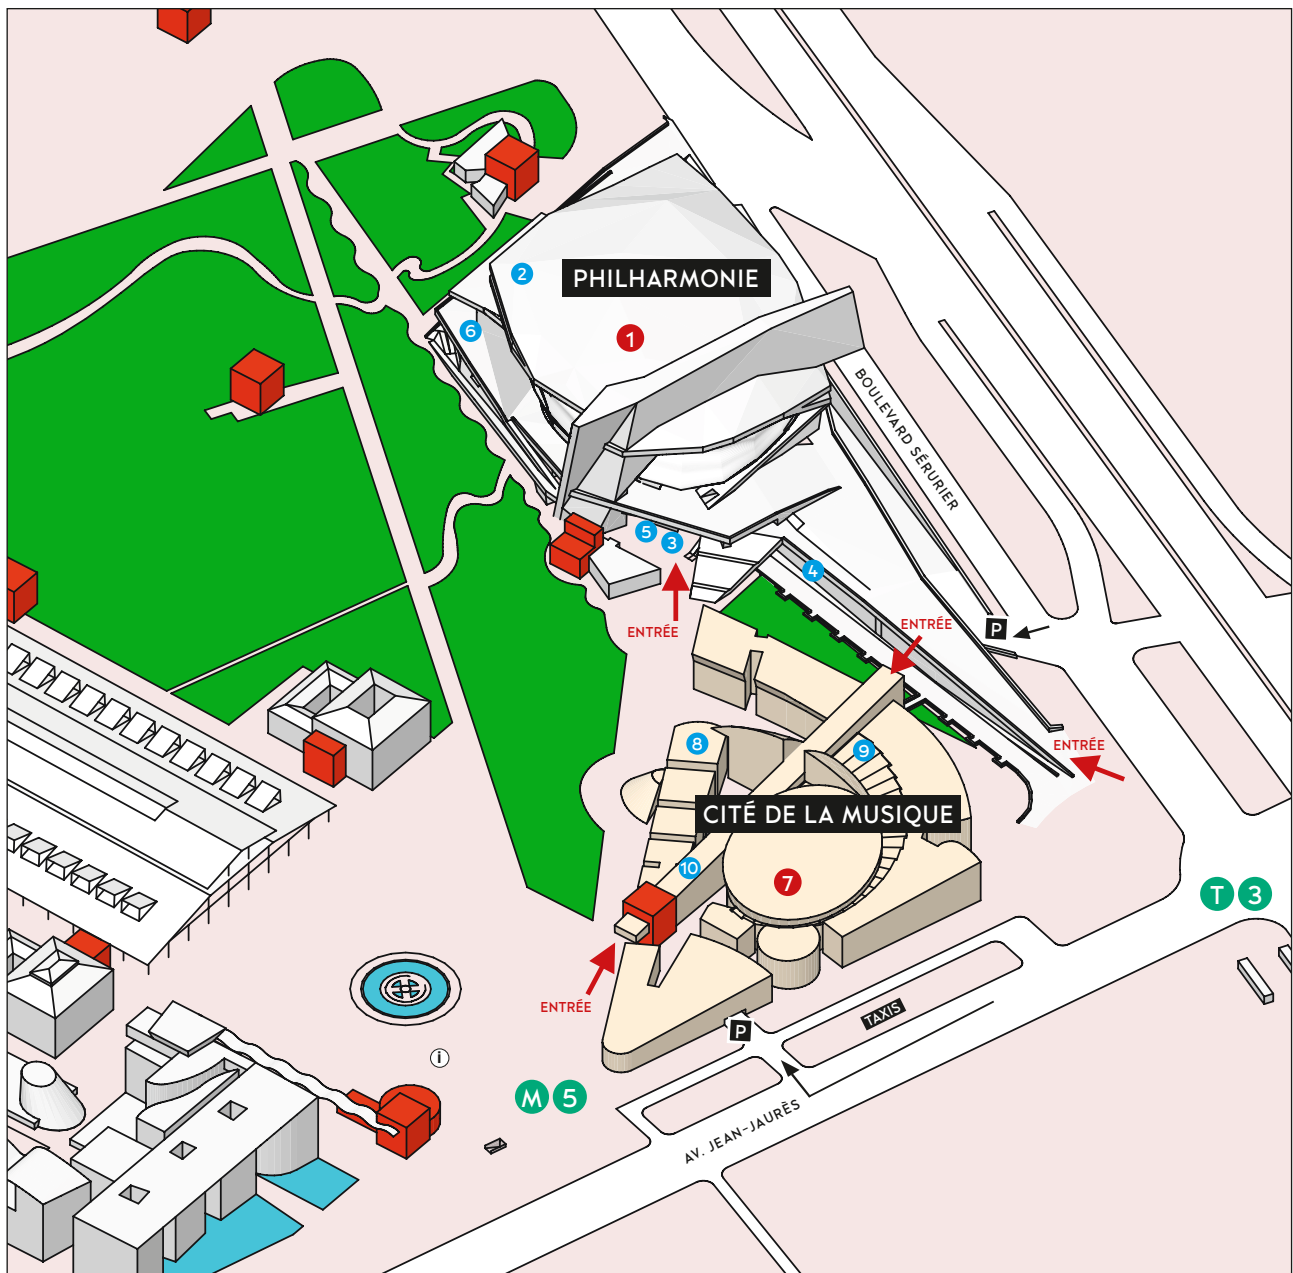 2
PHILHARMONIE
6
1
BOULEVARD SÉRURIER
5
3
4
ENTRÉE
ENTRÉE
P
8
9
ENTRÉE
CITÉ DE LA MUSIQUE
10
7
T 3
ENTRÉE
P
TAXIS
i
M 5
AV. JEAN-JAURÈS